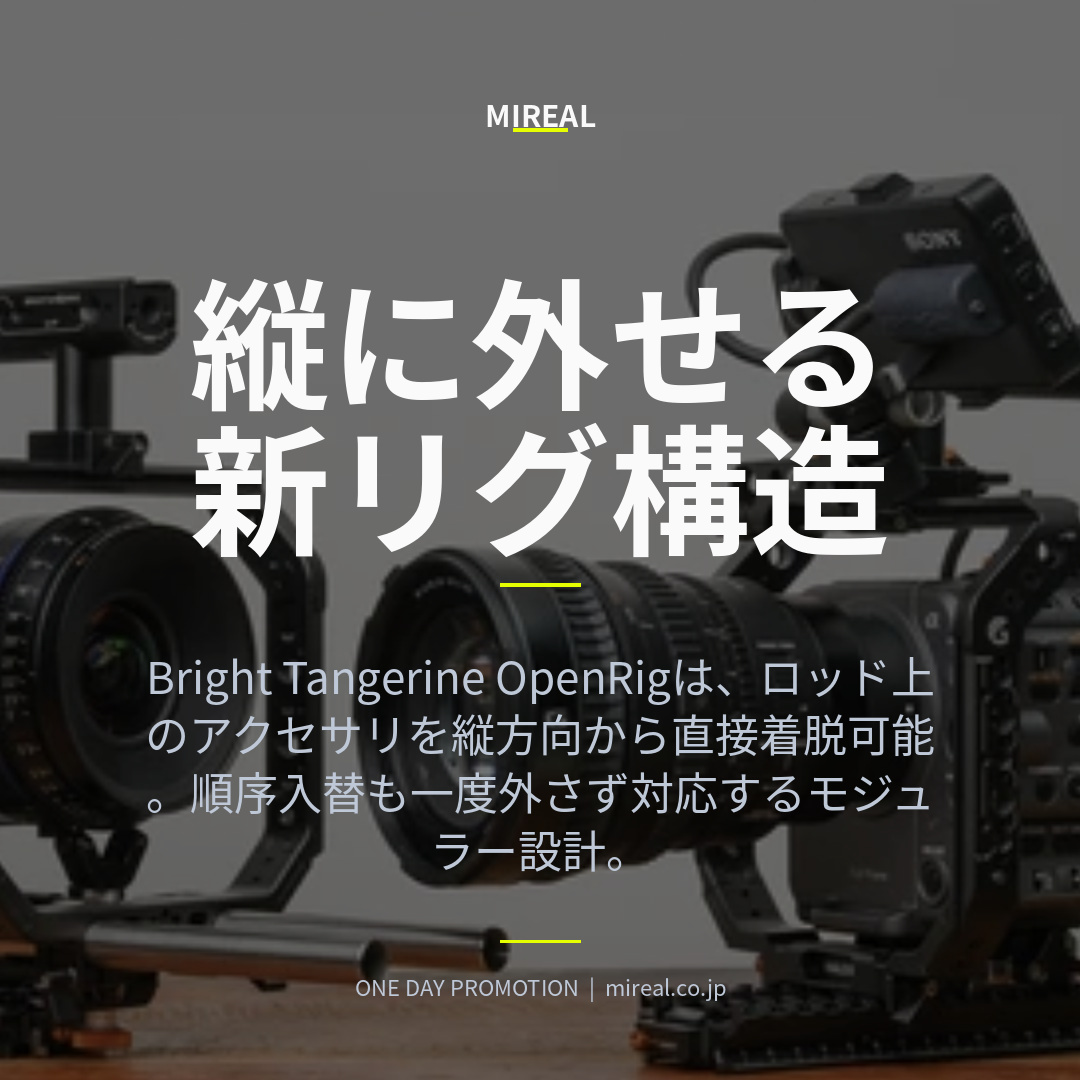 MIREAL
SONY
縦に外せる
新リグ構造
α
Bright Tangerine OpenRigは、ロッド上
のアクセサリを縦方向から直接着脱可能
。順序入替も一度外さず対応するモジュ
ラー設計。
ONE DAY PROMOTION | mireal.co.jp